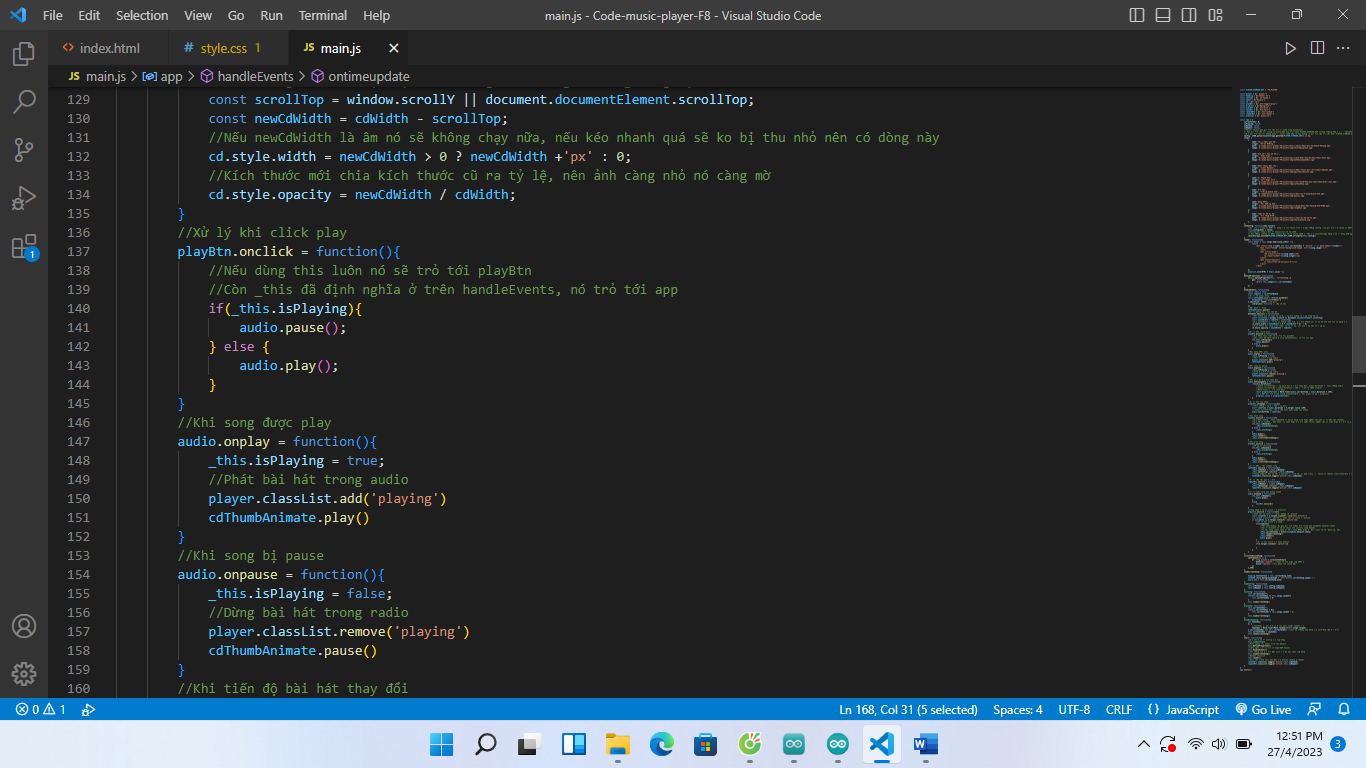 File Edit Selection View Go Run Terminal Help main.js - Code-music-player-F8 - Visual Studio Code
index.html # style.css 1 JS main.js
JS main.js > app > handleEvents > ontimeupdate
129 const scrollTop = window.scrollY || document.documentElement.scrollTop;
130 const newCdWidth = cdWidth - scrollTop;
131 //Nếu newCdWidth là âm nó sẽ không chạy nữa, nếu kéo nhanh quá sẽ ko bị thu nhỏ nên có dòng này
132 cd.style.width = newCdWidth > 0 ? newCdWidth +'px' : 0;
133 //Kích thước mới chia kích thước cũ ra tỷ lệ, nên ảnh càng nhỏ nó càng mờ
134 cd.style.opacity = newCdWidth / cdWidth;
135 }
136 //Xử lý khi click play
137 playBtn.onclick = function(){
138 //Nếu dùng this luôn nó sẽ trỏ tới playBtn
139 //Còn _this đã định nghĩa ở trên handleEvents, nó trỏ tới app
140 if(_this.isPlaying){
141 audio.pause();
142 } else {
143 audio.play();
144 }
145 }
146 //Khi song được play
147 audio.onplay = function(){
148 _this.isPlaying = true;
149 //Phát bài hát trong audio
150 player.classList.add('playing')
151 cdThumbAnimate.play()
152 }
153 //Khi song bị pause
154 audio.onpause = function(){
155 _this.isPlaying = false;
156 //Dừng bài hát trong radio
157 player.classList.remove('playing')
158 cdThumbAnimate.pause()
159 }
160 //Khi tiến độ bài hát thay đổi
1
0 1 Ln 168, Col 31 (5 selected) Spaces: 4 UTF-8 CRLF {} JavaScript Go Live
12:51 PM
27/4/2023 3